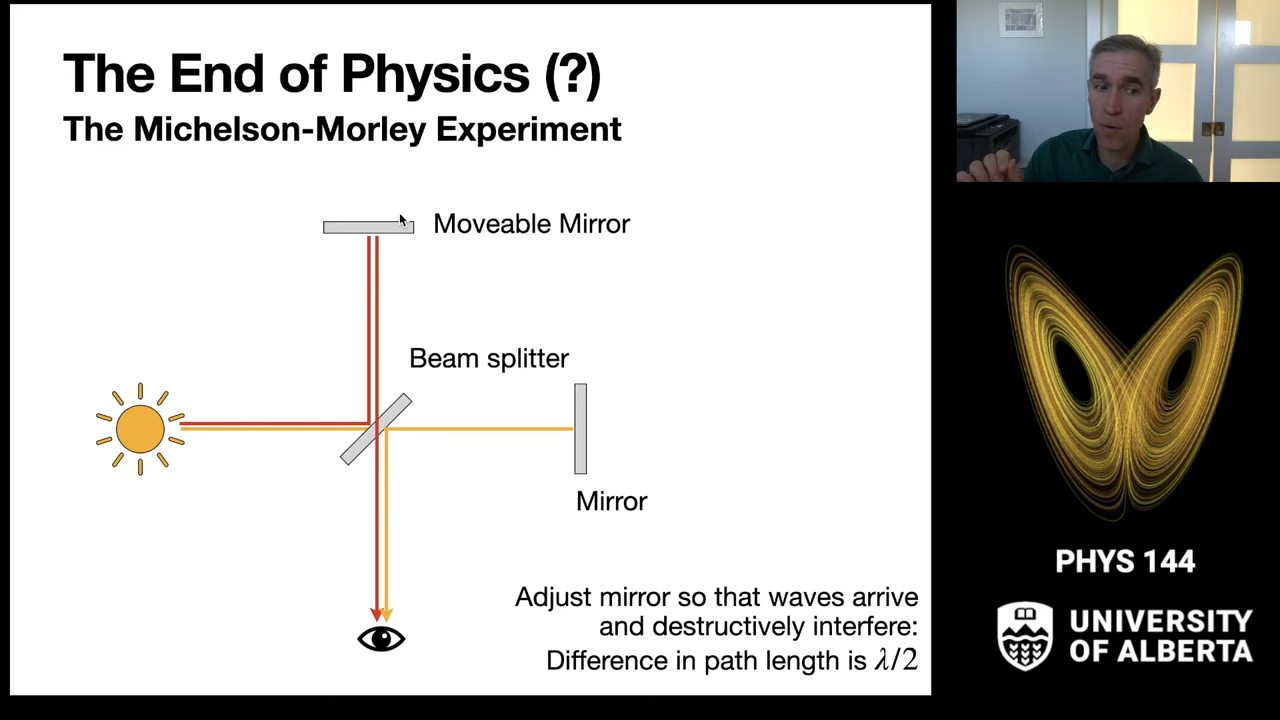 The End of Physics (?)
The Michelson-Morley Experiment
Moveable Mirror
Beam splitter
Mirror
Adjust mirror so that waves arrive
and destructively interfere:
Difference in path length is λ/2
PHYS 144
UNIVERSITY
OF ALBERTA